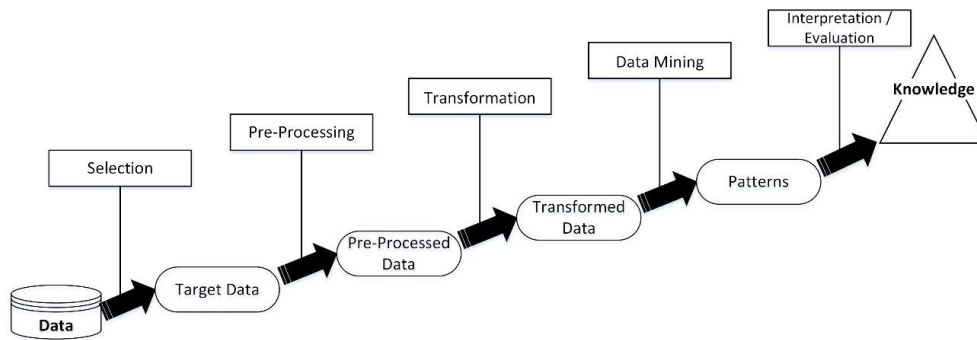 Interpretation /
Evaluation
Data Mining
Knowledge
Transformation
Pre-Processing
Selection
Patterns
Transformed
Data
Pre-Processed
Data
Target Data
Data